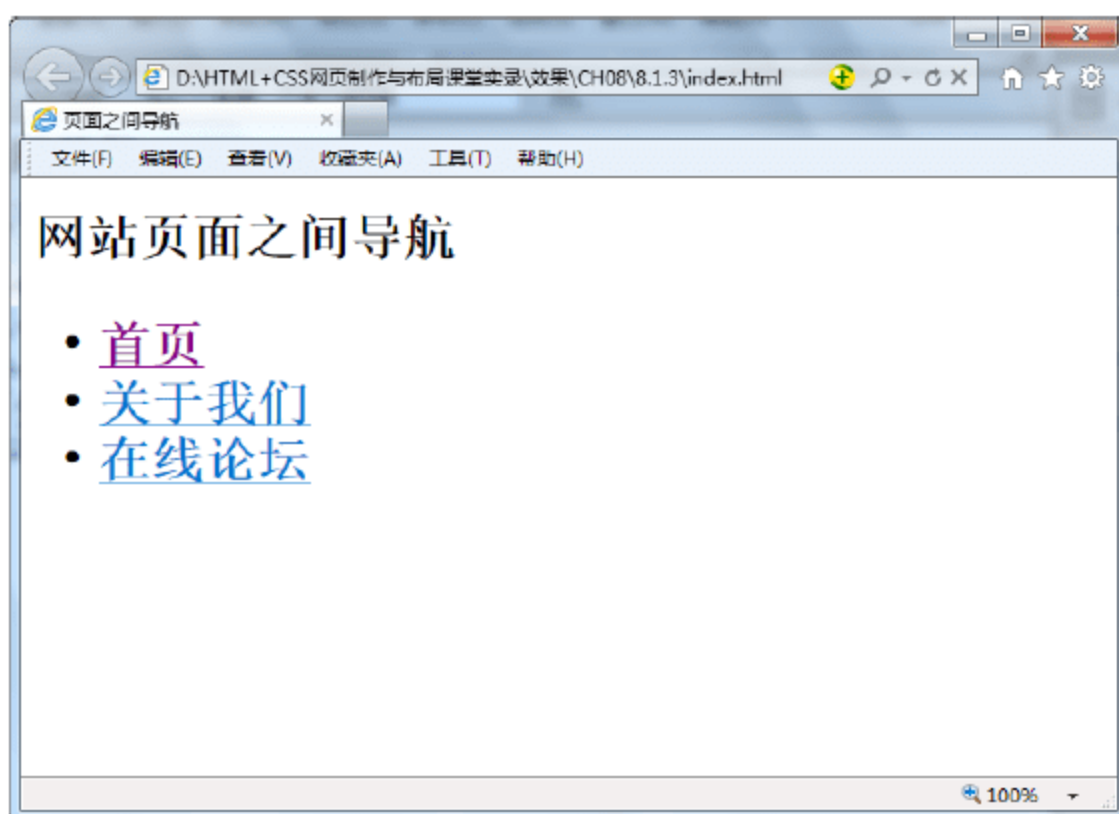 D:\HTML+CSS网页制作与布局课堂实录\效果\CH08\8.1.3\index.html
页面之间导航
文件(F) 编辑(E) 查看(V) 收藏夹(A) 工具(T) 帮助(H)
网站页面之间导航
• 首页
• 关于我们
• 在线论坛
100%